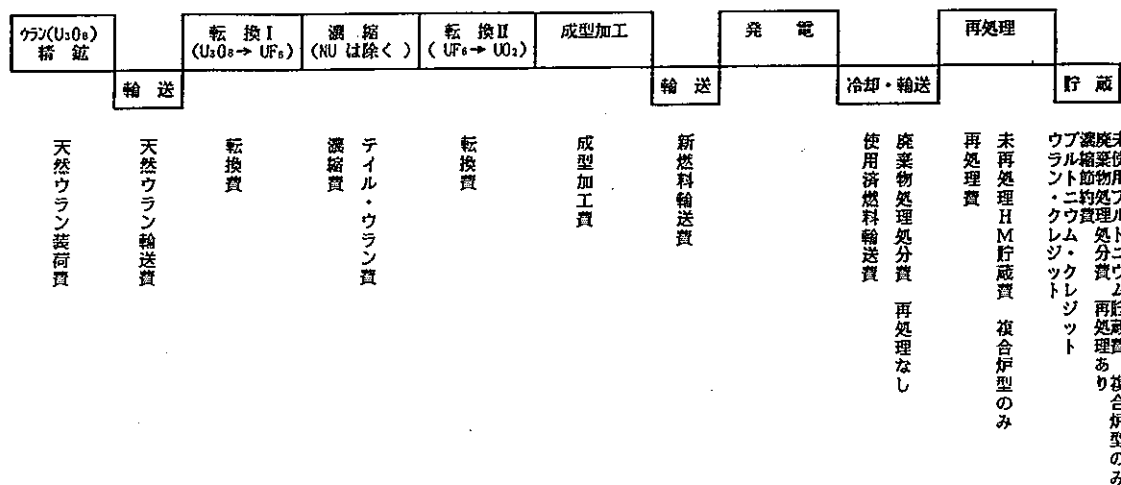 ウラン(U₃O₈)
精 鉱
輸 送
転 換Ⅰ
(U₃O₈→ UF₆)
濃 縮
(NU は除く )
転 換Ⅱ
( UF₆→ UO₂)
成型加工
輸 送
発 電
冷却・輸送
再処理
貯 蔵
天然ウラン装荷費
天然ウラン輸送費
転換費
濃縮費
テイル・ウラン費
転換費
成型加工費
新燃料輸送費
使用済燃料輸送費
廃棄物処理処分費 再処理なし
再処理費
未再処理HM貯蔵費 複合炉型のみ
ウラン・クレジット
プルトニウム・クレジット
濃縮節約費
廃棄物処理処分費 再処理あり
未使用プルトニウム貯蔵費 複合炉型のみ